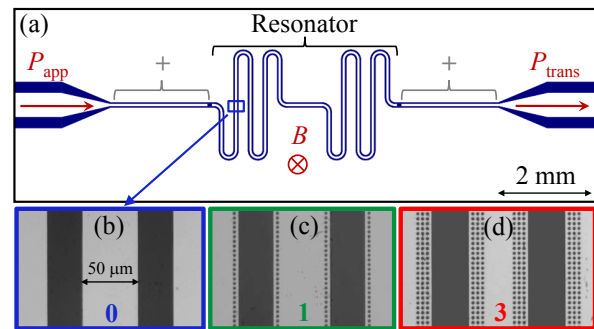 (a)
Resonator
+
+
P_app
P_trans
B
2 mm
(b)
(c)
(d)
50 μm
0
1
3